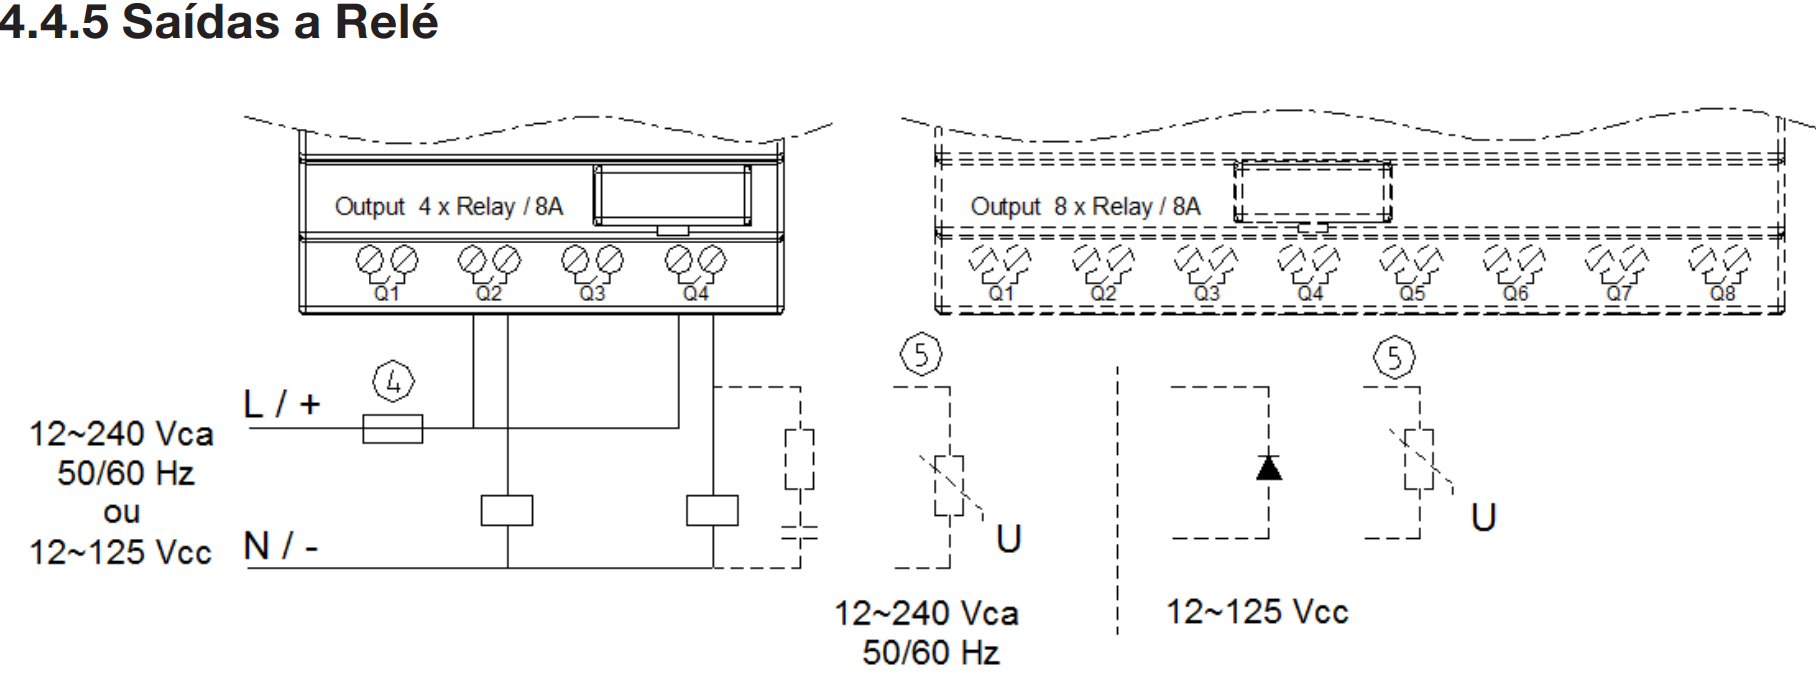 4.4.5 Saídas a Relé
Output 4 x Relay / 8A
Q1 Q2 Q3 Q4
Output 8 x Relay / 8A
Q1 Q2 Q3 Q4 Q5 Q6 Q7 Q8
4
L / +
12~240 Vca
50/60 Hz
ou
12~125 Vcc
N / -
5
U
12~240 Vca
50/60 Hz
5
U
12~125 Vcc